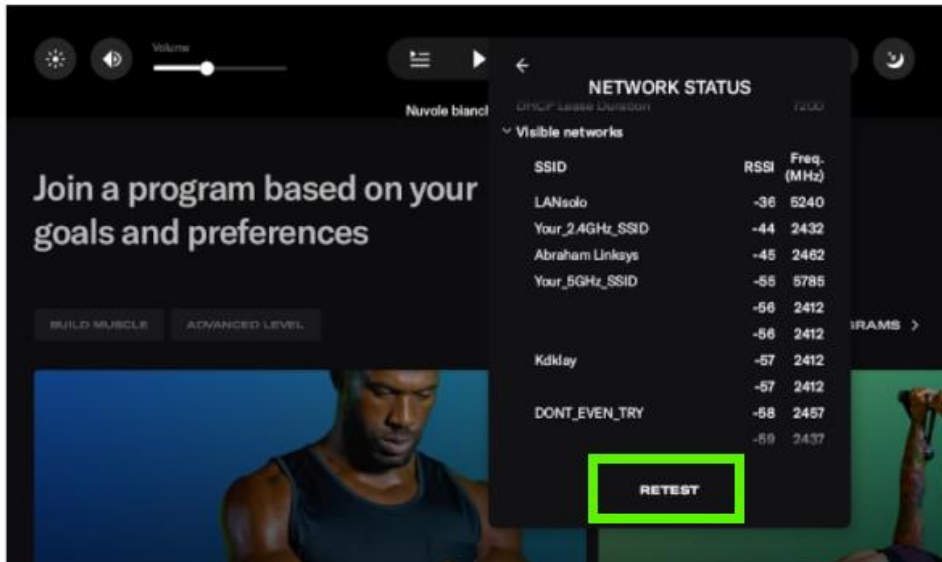 Volume
NETWORK STATUS
Nuvole bianc
DHCP Lease Duration 7200
Visible networks
SSID RSSI Freq. (MHz)
LANsolo -36 5240
Your_2.4GHz_SSID -44 2432
Abraham Linksys -45 2462
Your_5GHz_SSID -55 5785
-56 2412
-56 2412
Kdklay -57 2412
-57 2412
DONT_EVEN_TRY -58 2457
-59 2437
RETEST
Join a program based on your
goals and preferences
BUILD MUSCLE ADVANCED LEVEL
RAMS >